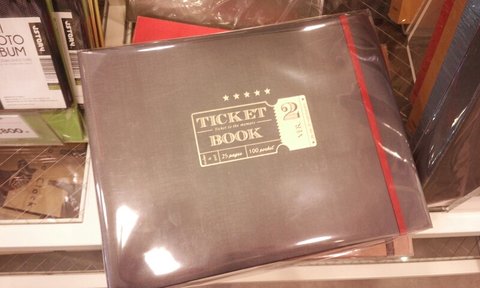 ★★★★★
TICKET
Ticket to the memory
BOOK
25 pages
100 pocket
VER. 2
PHOTO
ALBUM